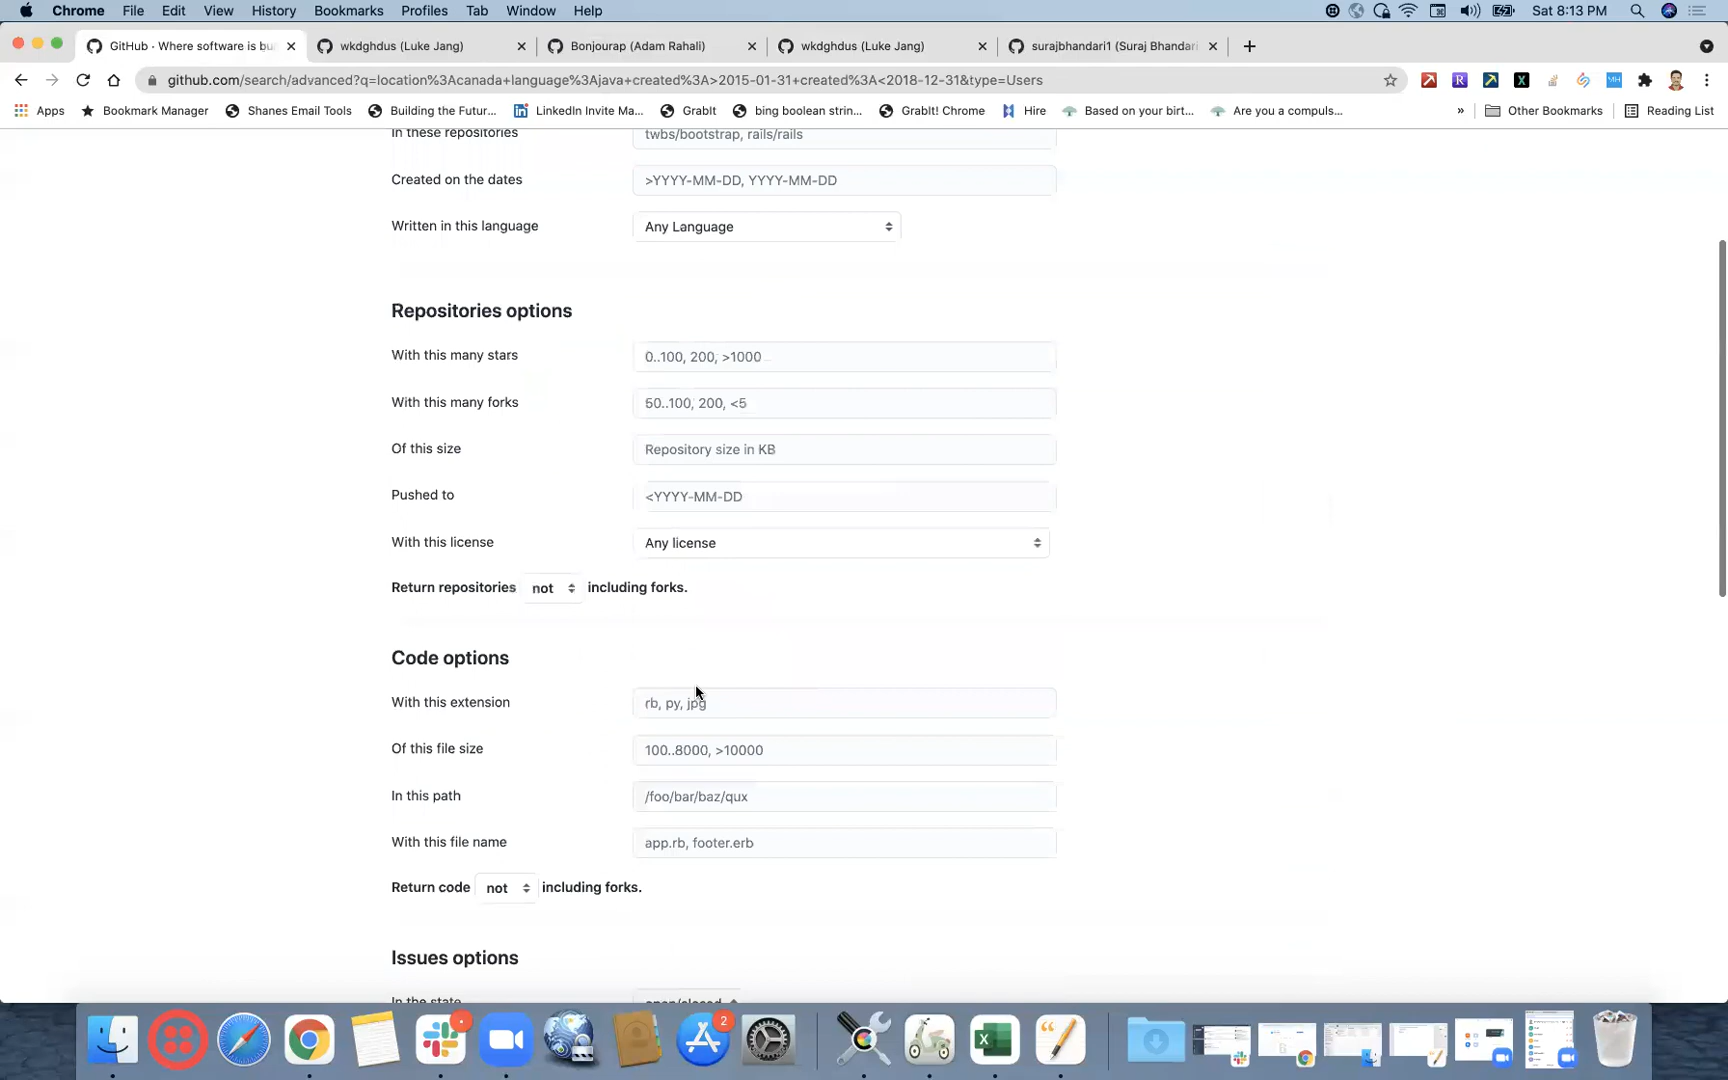 Chrome File Edit View History Bookmarks Profiles Tab Window Help Sat 8:13 PM
GitHub · Where software is bu
wkdghdus (Luke Jang)
Bonjourap (Adam Rahali)
wkdghdus (Luke Jang)
surajbhandari1 (Suraj Bhandari
github.com/search/advanced?q=location%3Acanada+language%3Ajava+created%3A>2015-01-31+created%3A<2018-12-31&type=Users
Apps Bookmark Manager Shanes Email Tools Building the Futur... LinkedIn Invite Ma... GrabIt bing boolean strin... GrabIt! Chrome Hire Based on your birt... Are you a compuls... » Other Bookmarks Reading List
In these repositories twbs/bootstrap, rails/rails
Created on the dates >YYYY-MM-DD, YYYY-MM-DD
Written in this language Any Language
Repositories options
With this many stars 0..100, 200, >1000
With this many forks 50..100, 200, <5
Of this size Repository size in KB
Pushed to <YYYY-MM-DD
With this license Any license
Return repositories not including forks.
Code options
With this extension rb, py, jpg
Of this file size 100..8000, >10000
In this path /foo/bar/baz/qux
With this file name app.rb, footer.erb
Return code not including forks.
Issues options
In the state open/closed
2